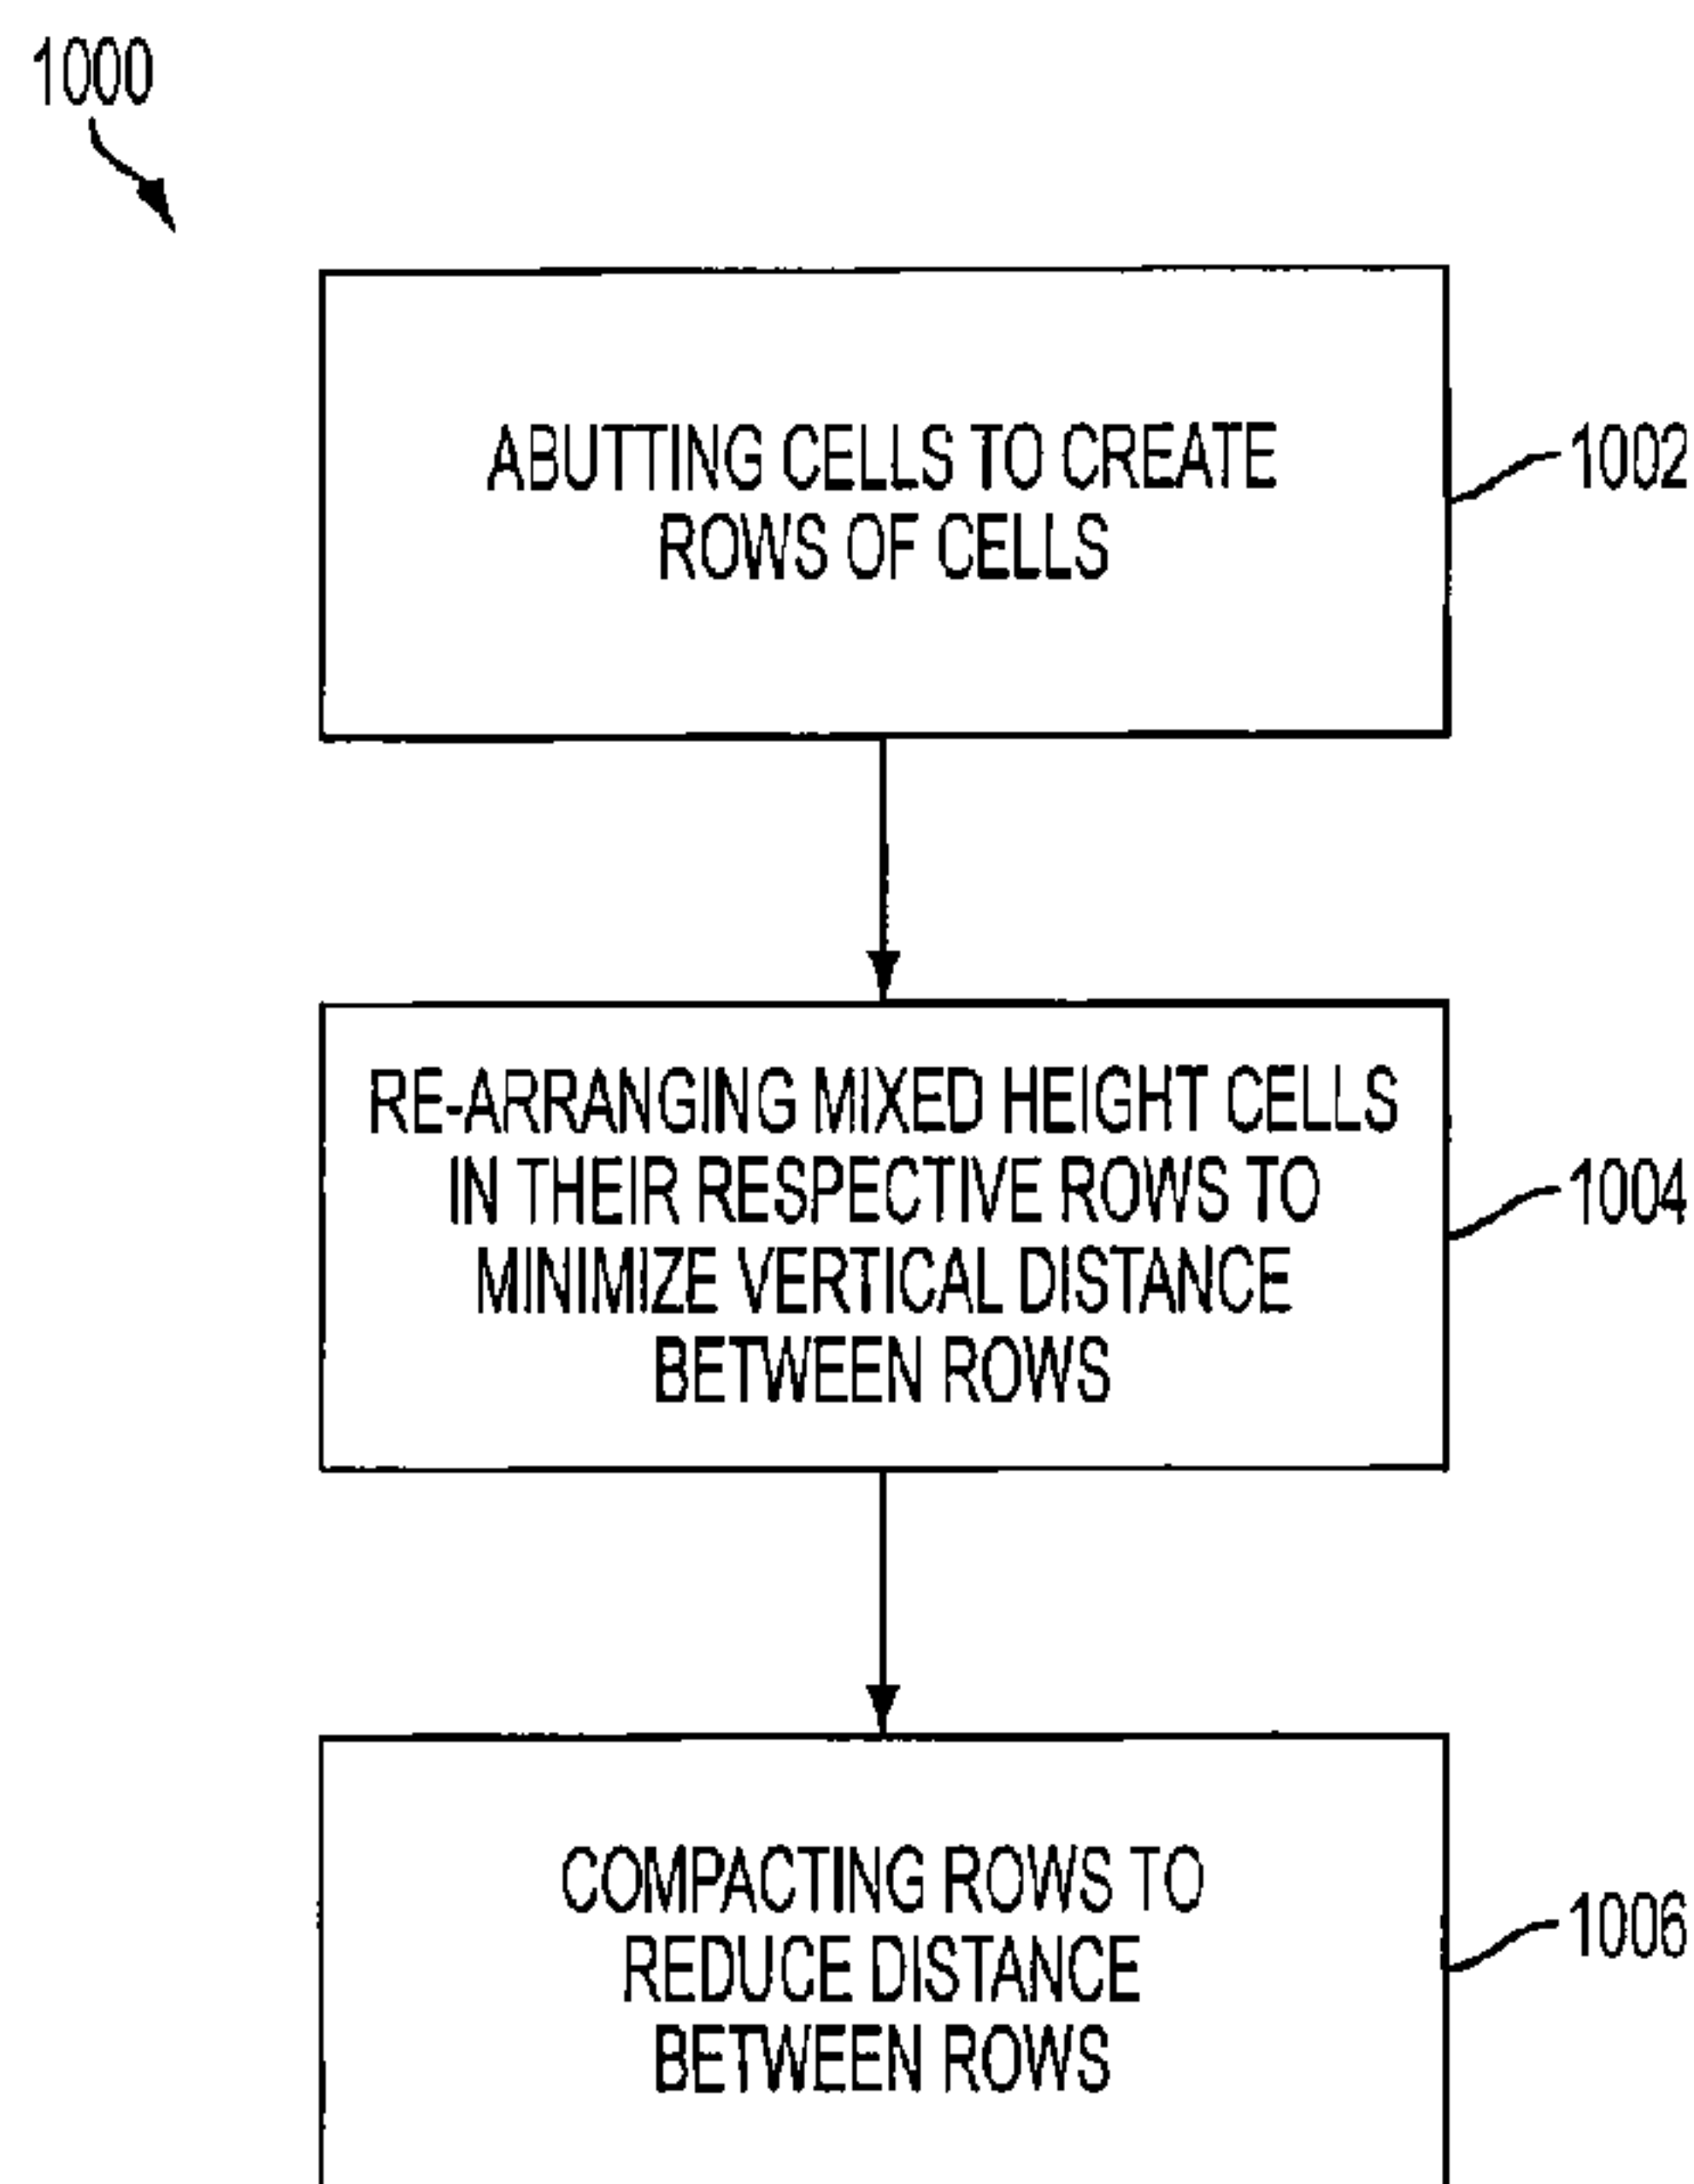 1000
ABUTTING CELLS TO CREATE
ROWS OF CELLS
1002
RE-ARRANGING MIXED HEIGHT CELLS
IN THEIR RESPECTIVE ROWS TO
MINIMIZE VERTICAL DISTANCE
BETWEEN ROWS
1004
COMPACTING ROWS TO
REDUCE DISTANCE
BETWEEN ROWS
1006